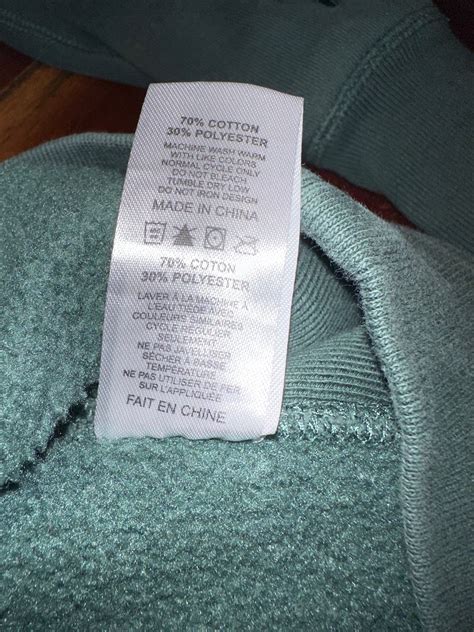 70% COTTON
30% POLYESTER
MACHINE WASH WARM
WITH LIKE COLORS
NORMAL CYCLE ONLY
DO NOT BLEACH
TUMBLE DRY LOW
DO NOT IRON DESIGN
MADE IN CHINA
70% COTON
30% POLYESTER
LAVER À LA MACHINE À
L'EAU TIÈDE AVEC
COULEURS SIMILAIRES
CYCLE RÉGULIER
SEULEMENT
NE PAS JAVELLISER
SÉCHER À BASSE
TEMPÉRATURE
NE PAS UTILISER DE FER
SUR L'APPLIQUÉE
FAIT EN CHINE